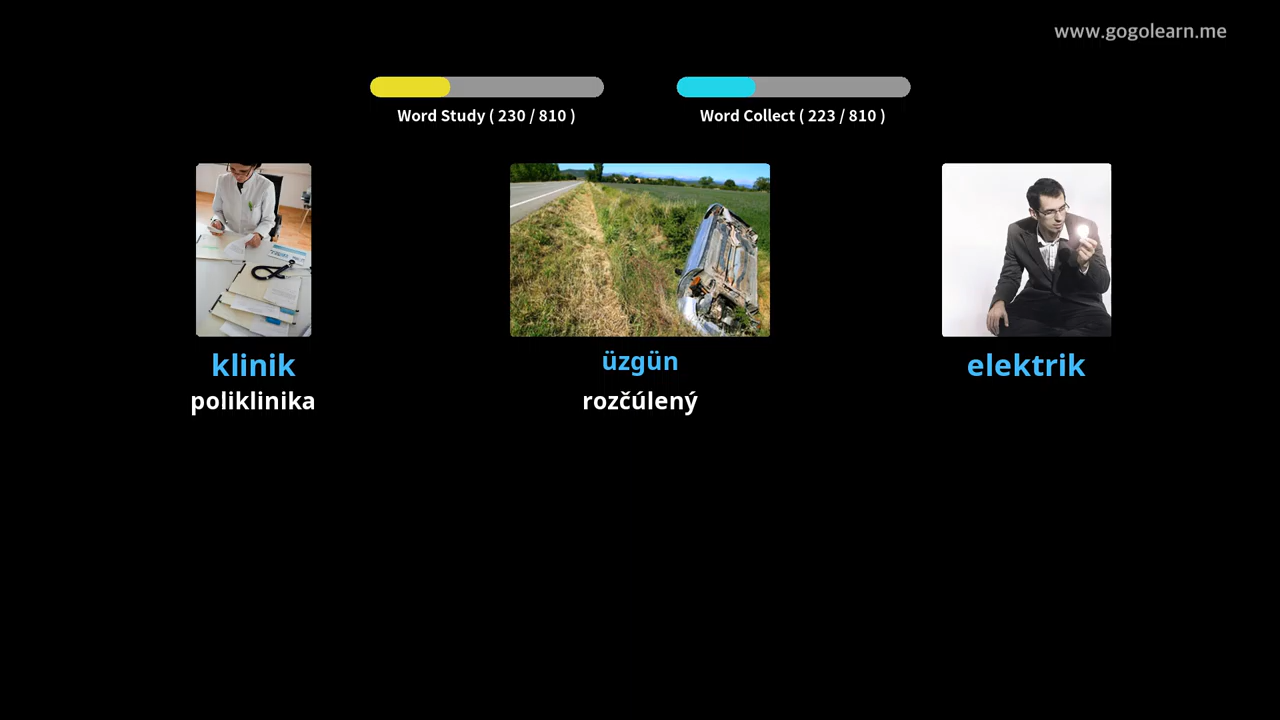 www.gogolearn.me
Word Study ( 230 / 810 )
Word Collect ( 223 / 810 )
klinik
poliklinika
üzgün
rozčúlený
elektrik